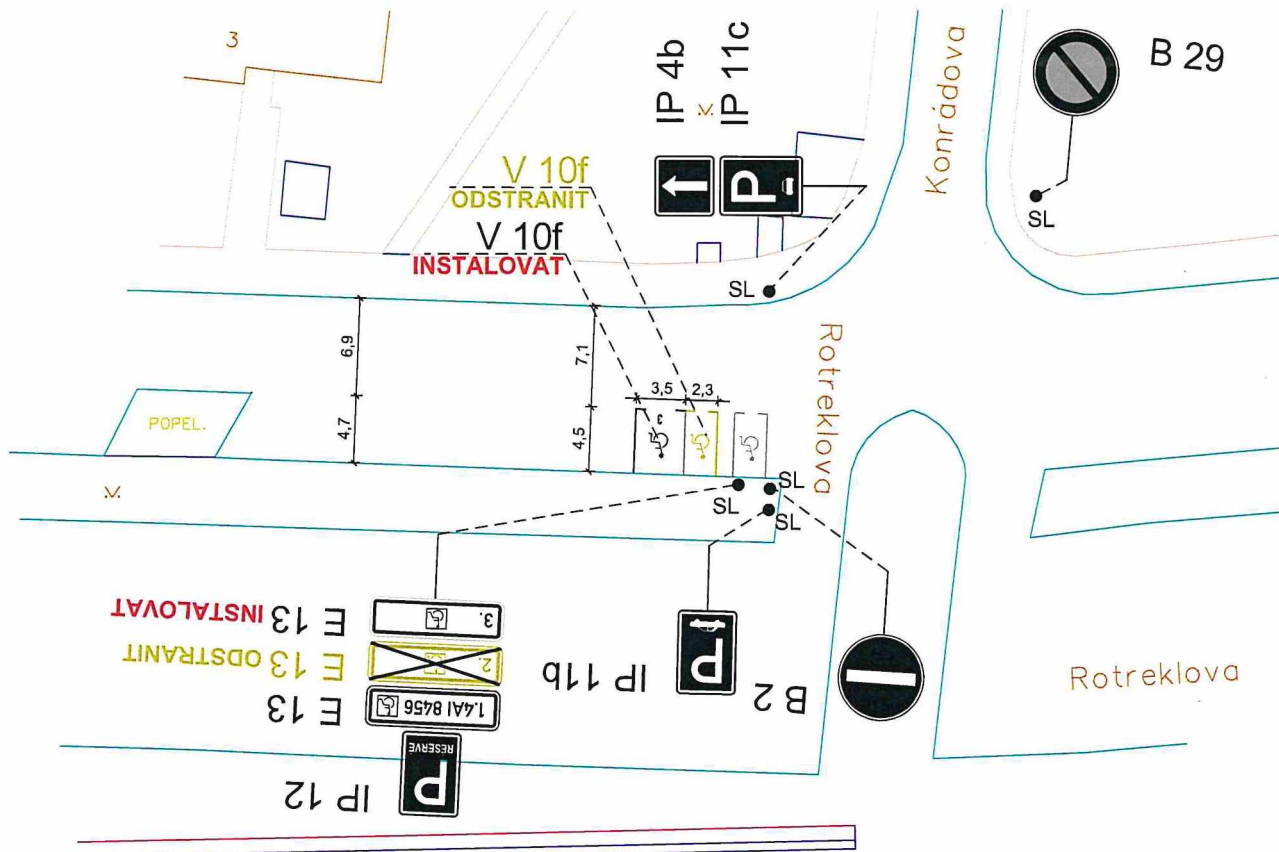 3
IP 4b
IP 11c
Konrádova
B 29
V 10f
ODSTRANIT
P
V 10f
INSTALOVAT
SL
SL
6,9
7,1
Rotreklova
3,5
2,3
POPEL.
4,7
4,5
3
SL
SL
SL
E 13 INSTALOVAT
3.
E 13 ODSTRANIT
2.
E 13
1.4AI 8456
IP 12
P
RÉSERVÉ
IP 11b
P
B 2
Rotreklova